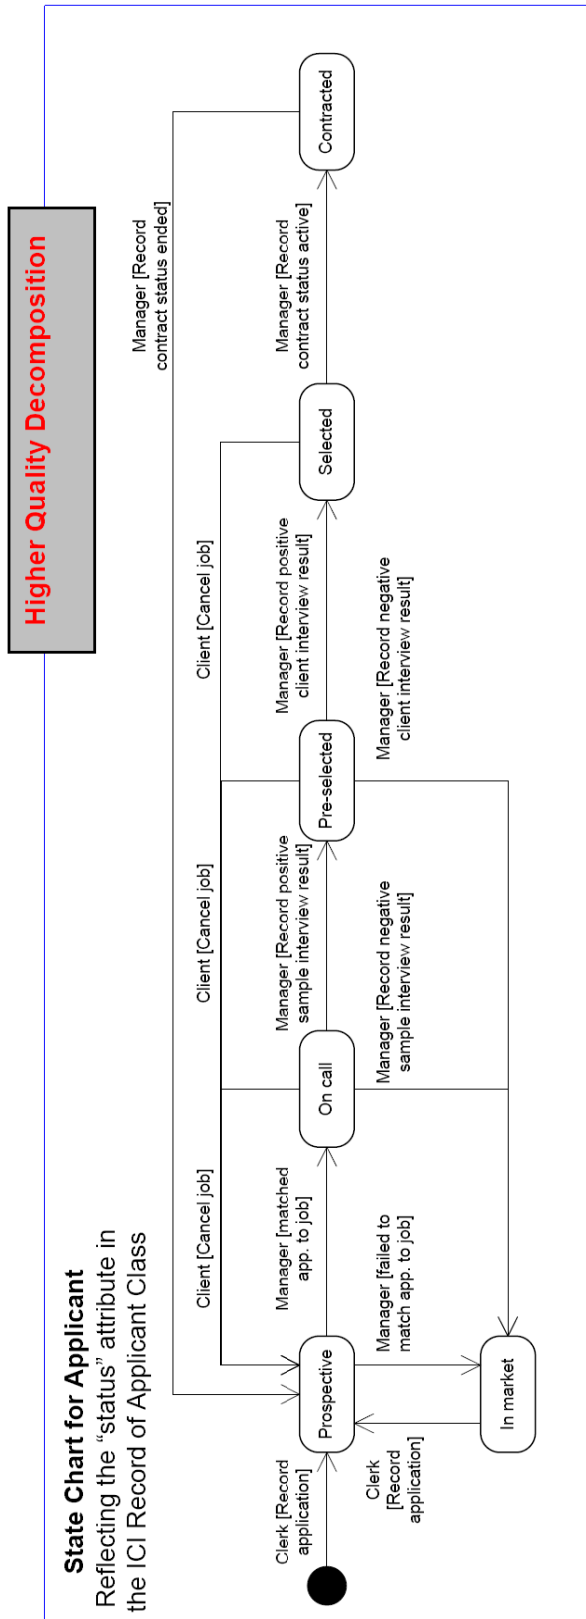 Higher Quality Decomposition
State Chart for Applicant
Reflecting the “status” attribute in
the ICI Record of Applicant Class
Manager [Record
contract status ended]
Client [Cancel job]
Client [Cancel job]
Client [Cancel job]
Clerk [Record
application]
Prospective
Manager [matched
app. to job]
On call
Manager [Record positive
sample interview result]
Pre-selected
Manager [Record positive
client interview result]
Selected
Manager [Record
contract status active]
Contracted
Clerk
[Record
application]
Manager [failed to
match app. to job]
Manager [Record negative
sample interview result]
Manager [Record negative
client interview result]
In market